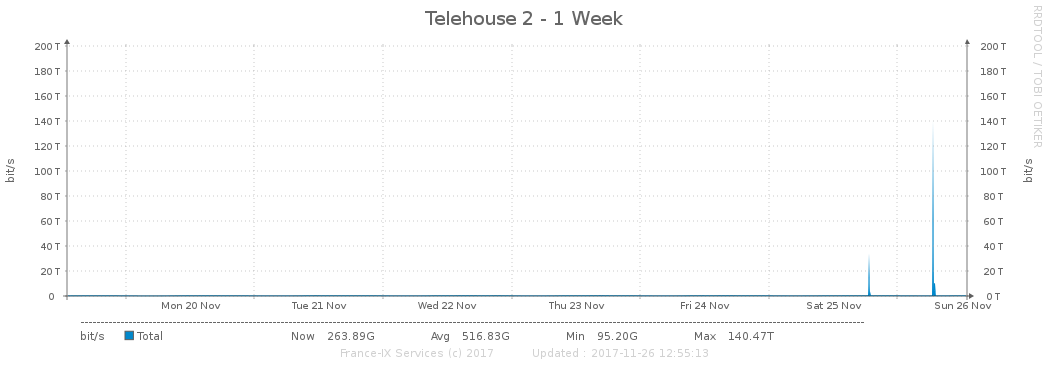 Telehouse 2 - 1 Week
RRDTOOL / TOBI OETIKER
200 T 200 T
180 T 180 T
160 T 160 T
140 T 140 T
120 T 120 T
100 T 100 T
80 T 80 T
60 T 60 T
40 T 40 T
20 T 20 T
0 0 T
bit/s bit/s
Mon 20 Nov Tue 21 Nov Wed 22 Nov Thu 23 Nov Fri 24 Nov Sat 25 Nov Sun 26 Nov
bit/s Total Now 263.89G Avg 516.83G Min 95.20G Max 140.47T
France-IX Services (c) 2017 Updated : 2017-11-26 12:55:13